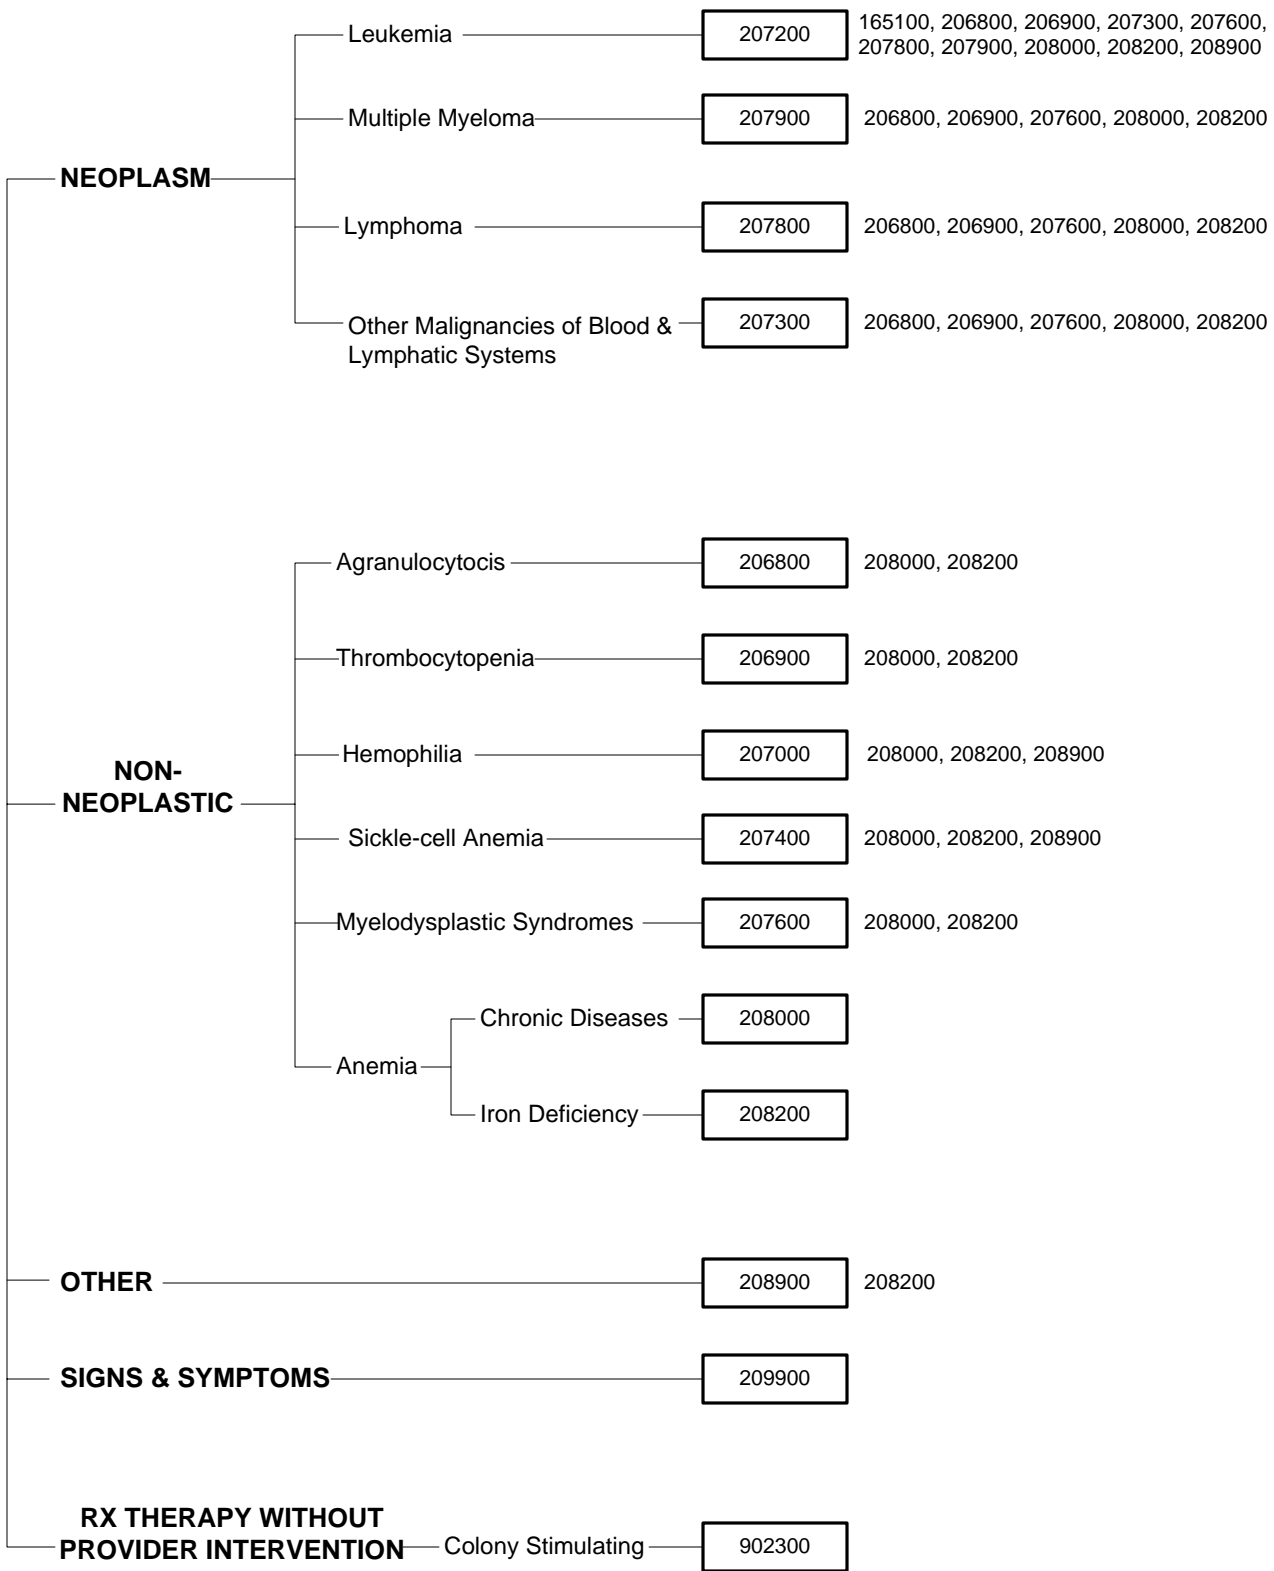 Leukemia 207200 165100, 206800, 206900, 207300, 207600,
207800, 207900, 208000, 208200, 208900
Multiple Myeloma 207900 206800, 206900, 207600, 208000, 208200
NEOPLASM
Lymphoma 207800 206800, 206900, 207600, 208000, 208200
Other Malignancies of Blood & 207300 206800, 206900, 207600, 208000, 208200
Lymphatic Systems
Agranulocytocis 206800 208000, 208200
Thrombocytopenia 206900 208000, 208200
Hemophilia 207000 208000, 208200, 208900
NON-
NEOPLASTIC
Sickle-cell Anemia 207400 208000, 208200, 208900
Myelodysplastic Syndromes 207600 208000, 208200
Chronic Diseases 208000
Anemia
Iron Deficiency 208200
OTHER 208900 208200
SIGNS & SYMPTOMS 209900
RX THERAPY WITHOUT
PROVIDER INTERVENTION Colony Stimulating 902300